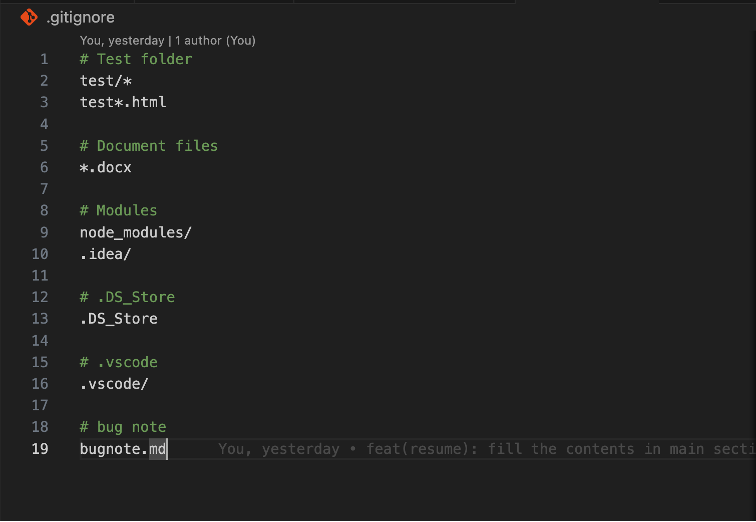 .gitignore
You, yesterday | 1 author (You)
1 # Test folder
2 test/*
3 test*.html
4
5 # Document files
6 *.docx
7
8 # Modules
9 node_modules/
10 .idea/
11
12 # .DS_Store
13 .DS_Store
14
15 # .vscode
16 .vscode/
17
18 # bug note
19 bugnote.md You, yesterday • feat(resume): fill the contents in main secti